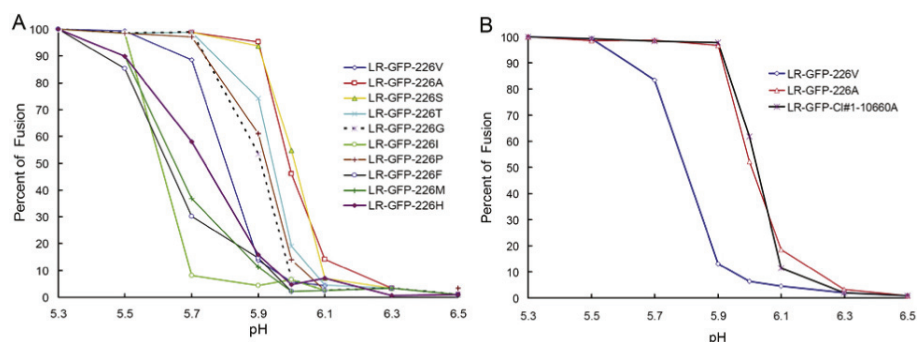 A
Percent of Fusion
100
90
80
70
60
50
40
30
20
10
0
5.3 5.5 5.7 5.9 6.1 6.3 6.5
pH
LR-GFP-226V
LR-GFP-226A
LR-GFP-226S
LR-GFP-226T
LR-GFP-226G
LR-GFP-226I
LR-GFP-226P
LR-GFP-226F
LR-GFP-226M
LR-GFP-226H
B
Percent of Fusion
100
90
80
70
60
50
40
30
20
10
0
5.3 5.5 5.7 5.9 6.1 6.3 6.5
pH
LR-GFP-226V
LR-GFP-226A
LR-GFP-Cl#1-10660A